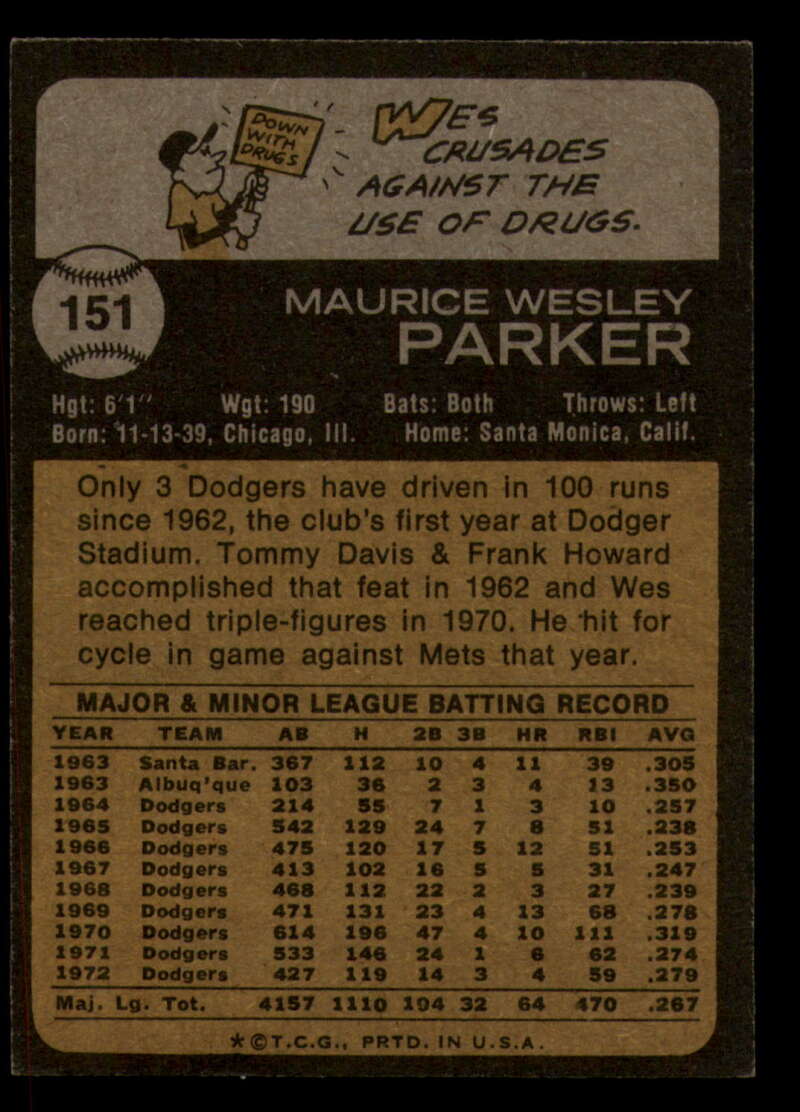 DOWN
WITH
DRUGS
WES
CRUSADES
AGAINST THE
USE OF DRUGS.
151
MAURICE WESLEY
PARKER
Hgt: 6'1" Wgt: 190 Bats: Both Throws: Left
Born: 11-13-39, Chicago, Ill. Home: Santa Monica, Calif.
Only 3 Dodgers have driven in 100 runs
since 1962, the club's first year at Dodger
Stadium. Tommy Davis & Frank Howard
accomplished that feat in 1962 and Wes
reached triple-figures in 1970. He hit for
cycle in game against Mets that year.
MAJOR & MINOR LEAGUE BATTING RECORD
YEAR TEAM AB H 2B 3B HR RBI AVG
1963 Santa Bar. 367 112 10 4 11 39 .305
1963 Albuq'que 103 36 2 3 4 13 .350
1964 Dodgers 214 55 7 1 3 10 .257
1965 Dodgers 542 129 24 7 8 51 .238
1966 Dodgers 475 120 17 5 12 51 .253
1967 Dodgers 413 102 16 5 5 31 .247
1968 Dodgers 468 112 22 2 3 27 .239
1969 Dodgers 471 131 23 4 13 68 .278
1970 Dodgers 614 196 47 4 10 111 .319
1971 Dodgers 533 146 24 1 6 62 .274
1972 Dodgers 427 119 14 3 4 59 .279
Maj. Lg. Tot. 4157 1110 194 32 64 470 .267
*©T.C.G., PRTD. IN U.S.A.